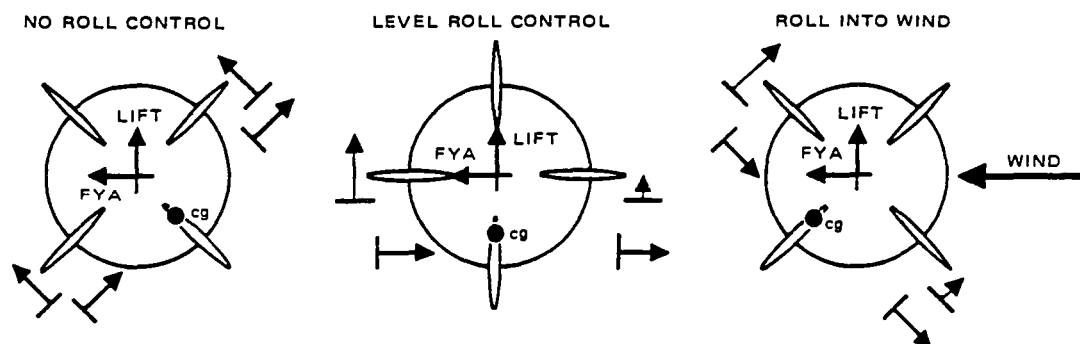 NO ROLL CONTROL
LIFT
FYA
cg
LEVEL ROLL CONTROL
LIFT
FYA
cg
ROLL INTO WIND
LIFT
FYA
WIND
cg